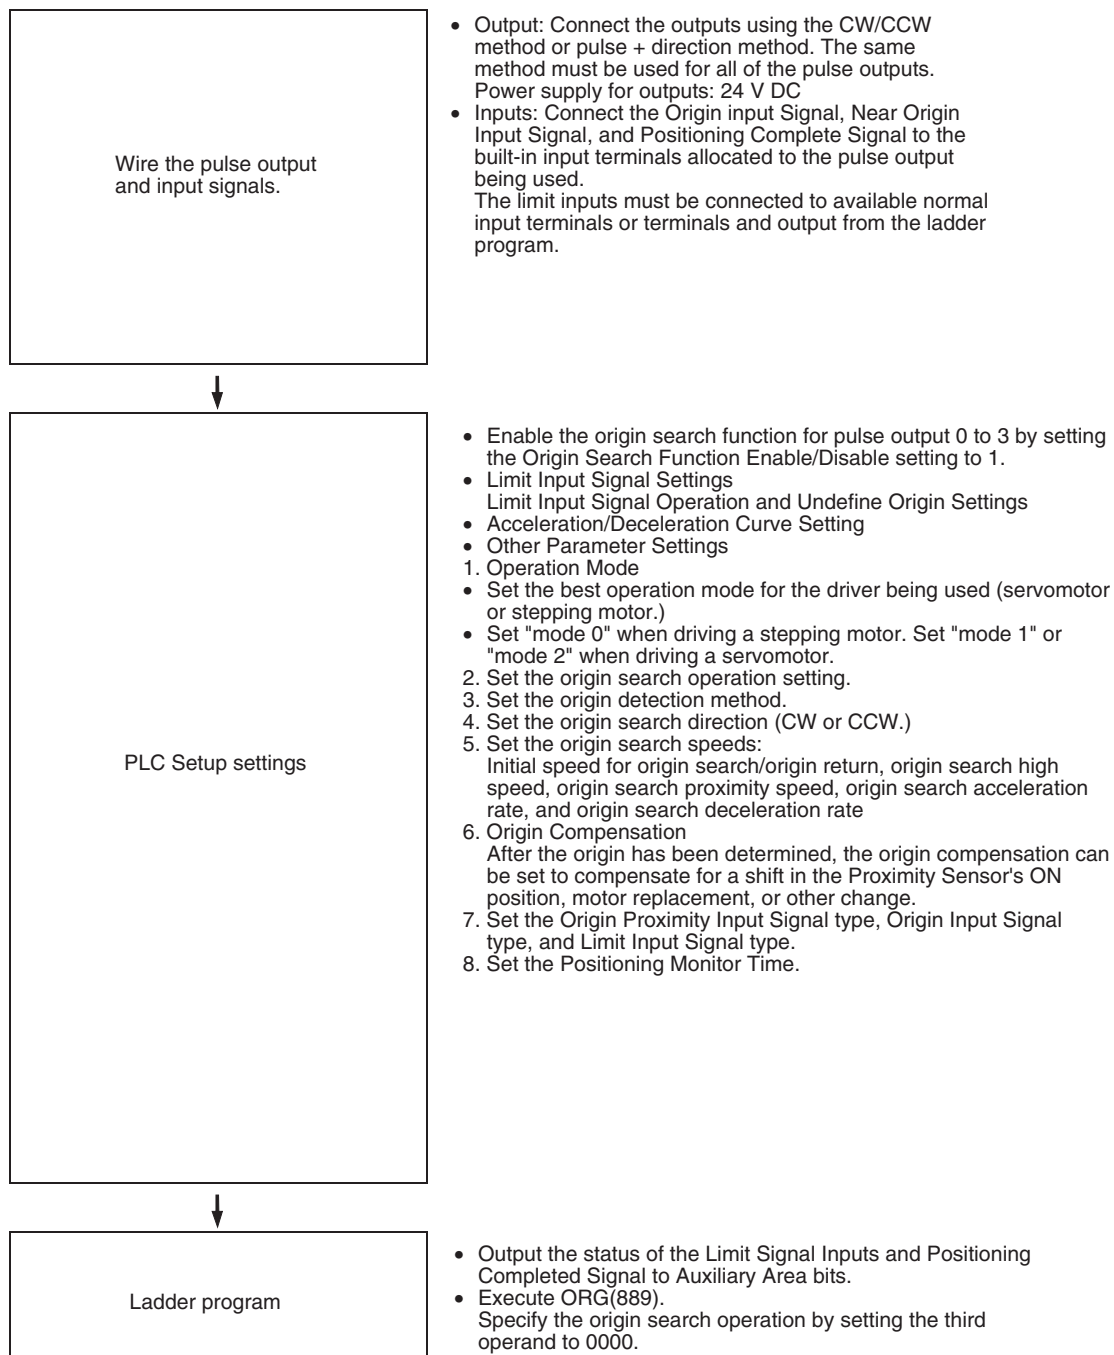 Wire the pulse output
and input signals.
• Output: Connect the outputs using the CW/CCW
method or pulse + direction method. The same
method must be used for all of the pulse outputs.
Power supply for outputs: 24 V DC
• Inputs: Connect the Origin input Signal, Near Origin
Input Signal, and Positioning Complete Signal to the
built-in input terminals allocated to the pulse output
being used.
The limit inputs must be connected to available normal
input terminals or terminals and output from the ladder
program.
PLC Setup settings
• Enable the origin search function for pulse output 0 to 3 by setting
the Origin Search Function Enable/Disable setting to 1.
• Limit Input Signal Settings
Limit Input Signal Operation and Undefine Origin Settings
• Acceleration/Deceleration Curve Setting
• Other Parameter Settings
1. Operation Mode
• Set the best operation mode for the driver being used (servomotor
or stepping motor.)
• Set "mode 0" when driving a stepping motor. Set "mode 1" or
"mode 2" when driving a servomotor.
2. Set the origin search operation setting.
3. Set the origin detection method.
4. Set the origin search direction (CW or CCW.)
5. Set the origin search speeds:
Initial speed for origin search/origin return, origin search high
speed, origin search proximity speed, origin search acceleration
rate, and origin search deceleration rate
6. Origin Compensation
After the origin has been determined, the origin compensation can
be set to compensate for a shift in the Proximity Sensor's ON
position, motor replacement, or other change.
7. Set the Origin Proximity Input Signal type, Origin Input Signal
type, and Limit Input Signal type.
8. Set the Positioning Monitor Time.
Ladder program
• Output the status of the Limit Signal Inputs and Positioning
Completed Signal to Auxiliary Area bits.
• Execute ORG(889).
Specify the origin search operation by setting the third
operand to 0000.